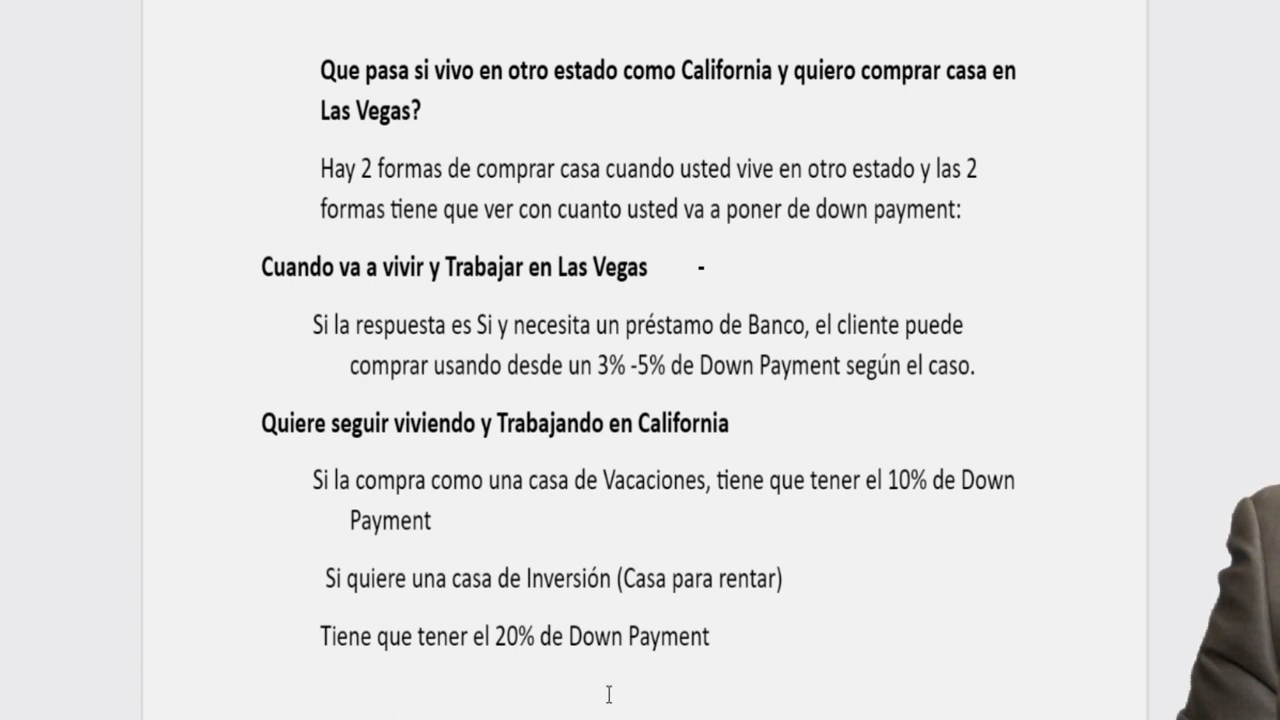 Que pasa si vivo en otro estado como California y quiero comprar casa en
Las Vegas?
Hay 2 formas de comprar casa cuando usted vive en otro estado y las 2
formas tiene que ver con cuanto usted va a poner de down payment:
Cuando va a vivir y Trabajar en Las Vegas -
Si la respuesta es Si y necesita un préstamo de Banco, el cliente puede
comprar usando desde un 3% -5% de Down Payment según el caso.
Quiere seguir viviendo y Trabajando en California
Si la compra como una casa de Vacaciones, tiene que tener el 10% de Down
Payment
Si quiere una casa de Inversión (Casa para rentar)
Tiene que tener el 20% de Down Payment